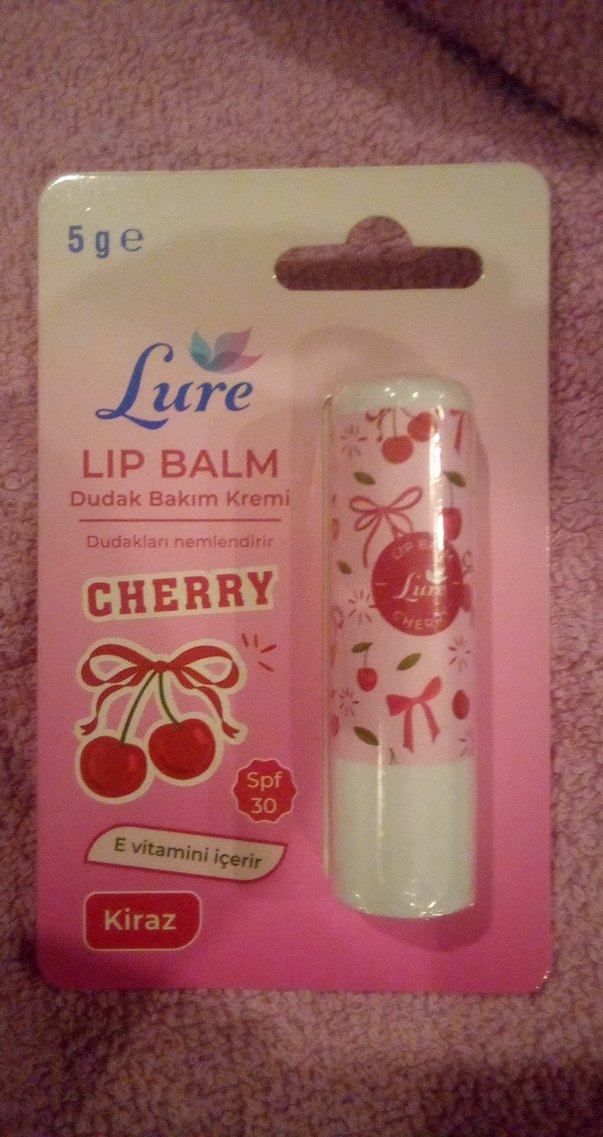 5 g ℮
Lure
LIP BALM
Dudak Bakım Kremi
Dudakları nemlendirir
CHERRY
Spf
30
E vitamini içerir
Kiraz
LIP BALM
Lure
CHERRY